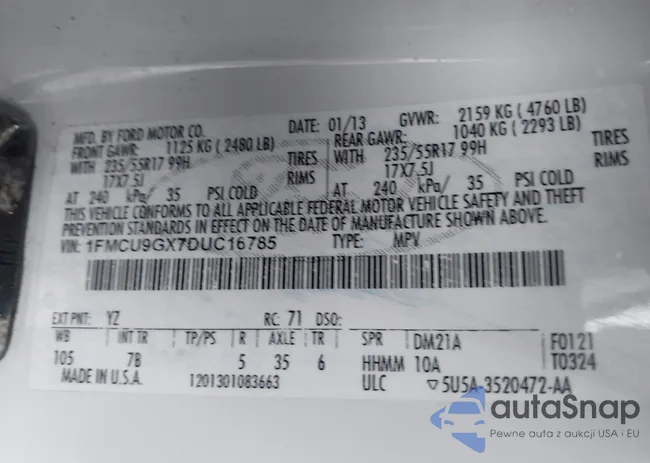 MFD. BY FORD MOTOR CO. DATE: 01/13 GVWR: 2159 KG ( 4760 LB)
FRONT GAWR: 1125 KG ( 2480 LB) REAR GAWR: 1040 KG ( 2293 LB)
WITH 235/55R17 99H TIRES WITH 235/55R17 99H TIRES
17X7.5J RIMS 17X7.5J RIMS
AT 240 kPa/ 35 PSI COLD AT 240 kPa/ 35 PSI COLD
THIS VEHICLE CONFORMS TO ALL APPLICABLE FEDERAL MOTOR VEHICLE SAFETY AND THEFT
PREVENTION STANDARDS IN EFFECT ON THE DATE OF MANUFACTURE SHOWN ABOVE.
VIN: 1FMCU9GX7DUC16785 TYPE: MPV
EXT PNT: YZ RC: 71 DSO:
WB INT TR TP/PS R AXLE TR SPR DM21A F0121
105 7B 5 35 6 HHMM 10A T0324
MADE IN U.S.A. 1201301083663 ULC 5U5A-3520472-AA
autaSnap
Pewne auta z aukcji USA i EU